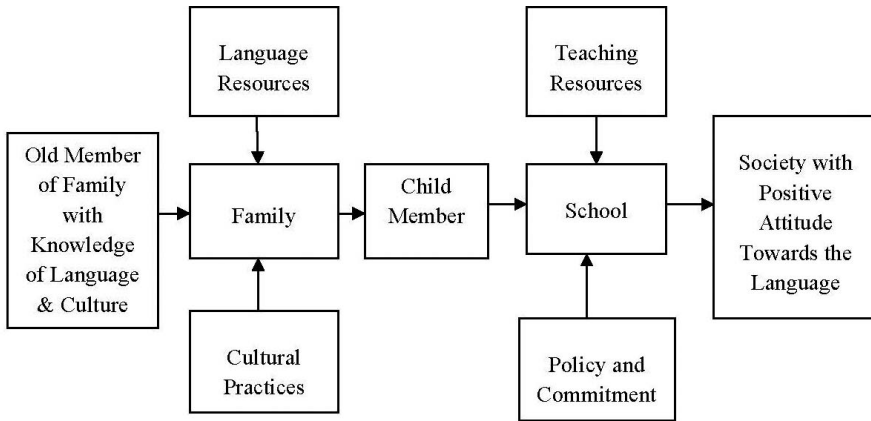 Language
Resources
Teaching
Resources
Old Member
of Family
with
Knowledge
of Language
& Culture
Family
Child
Member
School
Society with
Positive
Attitude
Towards the
Language
Cultural
Practices
Policy and
Commitment